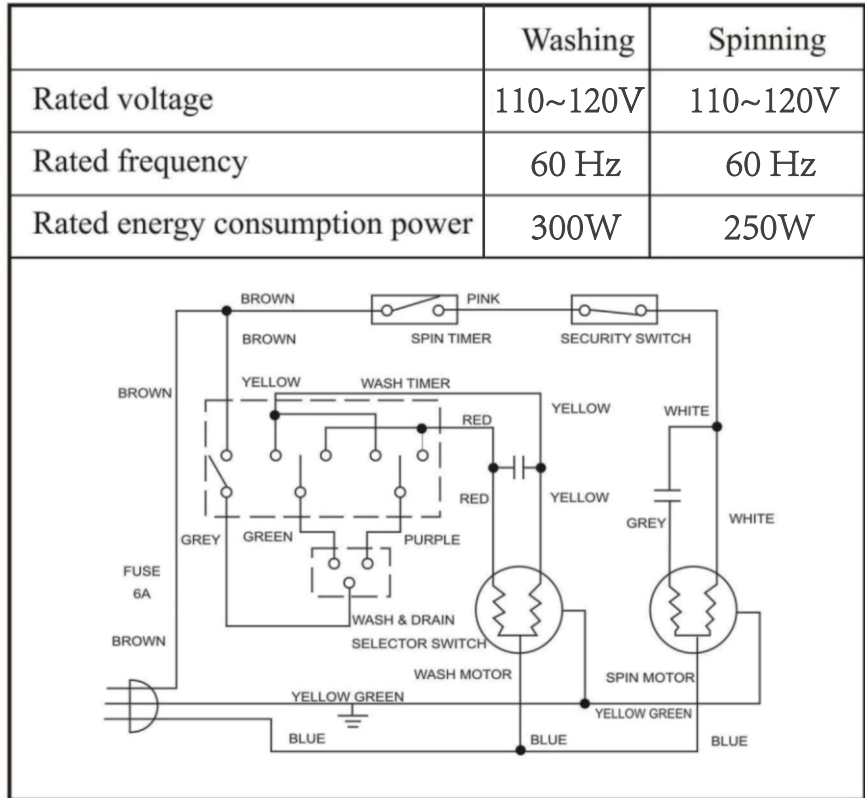 Washing Spinning
Rated voltage 110~120V 110~120V
Rated frequency 60 Hz 60 Hz
Rated energy consumption power 300W 250W
BROWN PINK
BROWN SPIN TIMER SECURITY SWITCH
BROWN YELLOW WASH TIMER
YELLOW WHITE
RED
RED YELLOW
GREY WHITE
GREY GREEN PURPLE
FUSE
6A
WASH & DRAIN
SELECTOR SWITCH
BROWN
WASH MOTOR SPIN MOTOR
YELLOW GREEN
YELLOW GREEN
BLUE BLUE BLUE